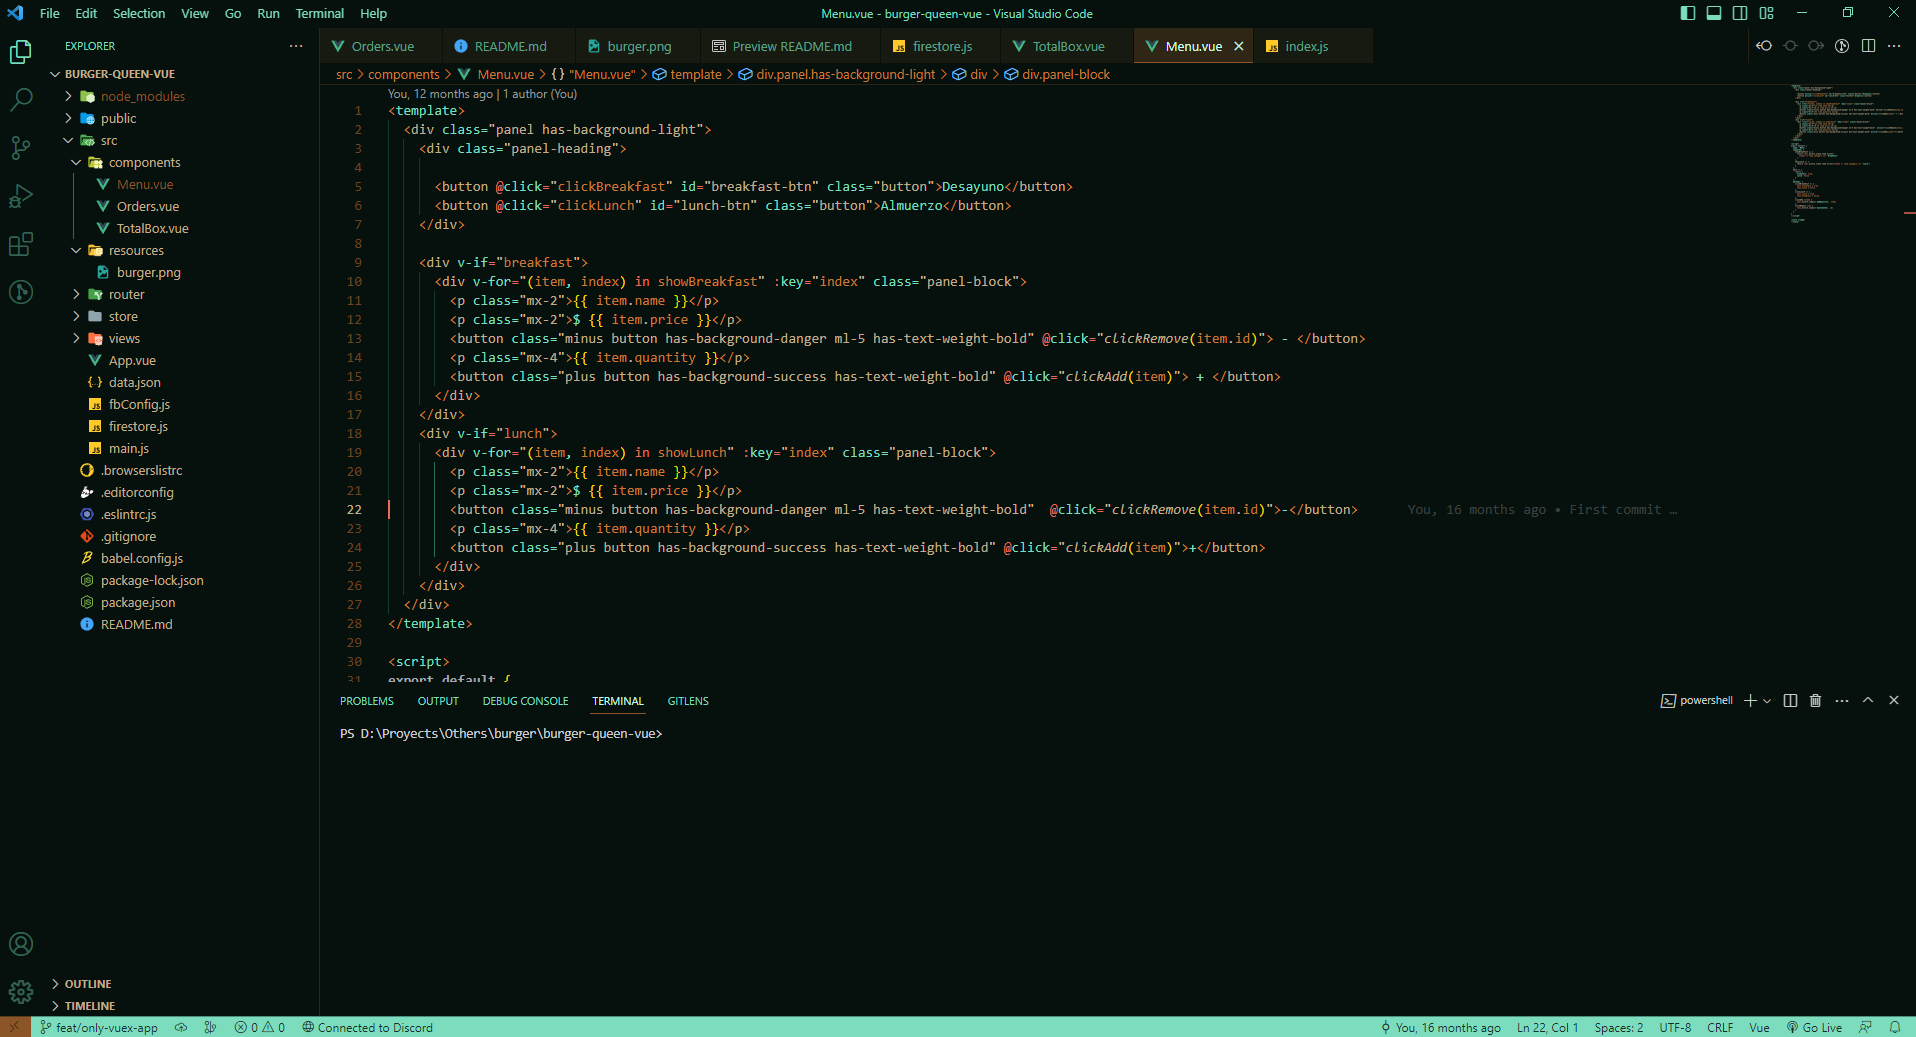 File Edit Selection View Go Run Terminal Help
Menu.vue - burger-queen-vue - Visual Studio Code
EXPLORER
BURGER-QUEEN-VUE
node_modules
public
src
components
Menu.vue
Orders.vue
TotalBox.vue
resources
burger.png
router
store
views
App.vue
data.json
fbConfig.js
firestore.js
main.js
.browserslistrc
.editorconfig
.eslintrc.js
.gitignore
babel.config.js
package-lock.json
package.json
README.md
OUTLINE
TIMELINE
Orders.vue README.md burger.png Preview README.md firestore.js TotalBox.vue Menu.vue index.js
src > components > Menu.vue > {} "Menu.vue" > template > div.panel.has-background-light > div > div.panel-block
You, 12 months ago | 1 author (You)
1 <template>
2 <div class="panel has-background-light">
3 <div class="panel-heading">
4
5 <button @click="clickBreakfast" id="breakfast-btn" class="button">Desayuno</button>
6 <button @click="clickLunch" id="lunch-btn" class="button">Almuerzo</button>
7 </div>
8
9 <div v-if="breakfast">
10 <div v-for="(item, index) in showBreakfast" :key="index" class="panel-block">
11 <p class="mx-2">{{ item.name }}</p>
12 <p class="mx-2">$ {{ item.price }}</p>
13 <button class="minus button has-background-danger ml-5 has-text-weight-bold" @click="clickRemove(item.id)"> - </button>
14 <p class="mx-4">{{ item.quantity }}</p>
15 <button class="plus button has-background-success has-text-weight-bold" @click="clickAdd(item)"> + </button>
16 </div>
17 </div>
18 <div v-if="lunch">
19 <div v-for="(item, index) in showLunch" :key="index" class="panel-block">
20 <p class="mx-2">{{ item.name }}</p>
21 <p class="mx-2">$ {{ item.price }}</p>
22 <button class="minus button has-background-danger ml-5 has-text-weight-bold"  @click="clickRemove(item.id)">-</button> You, 16 months ago • First commit …
23 <p class="mx-4">{{ item.quantity }}</p>
24 <button class="plus button has-background-success has-text-weight-bold" @click="clickAdd(item)">+</button>
25 </div>
26 </div>
27 </div>
28 </template>
29
30 <script>
31 export default {
PROBLEMS OUTPUT DEBUG CONSOLE TERMINAL GITLENS
powershell
PS D:\Proyects\Others\burger\burger-queen-vue>
feat/only-vuex-app 0 0 Connected to Discord
You, 16 months ago Ln 22, Col 1 Spaces: 2 UTF-8 CRLF Vue Go Live